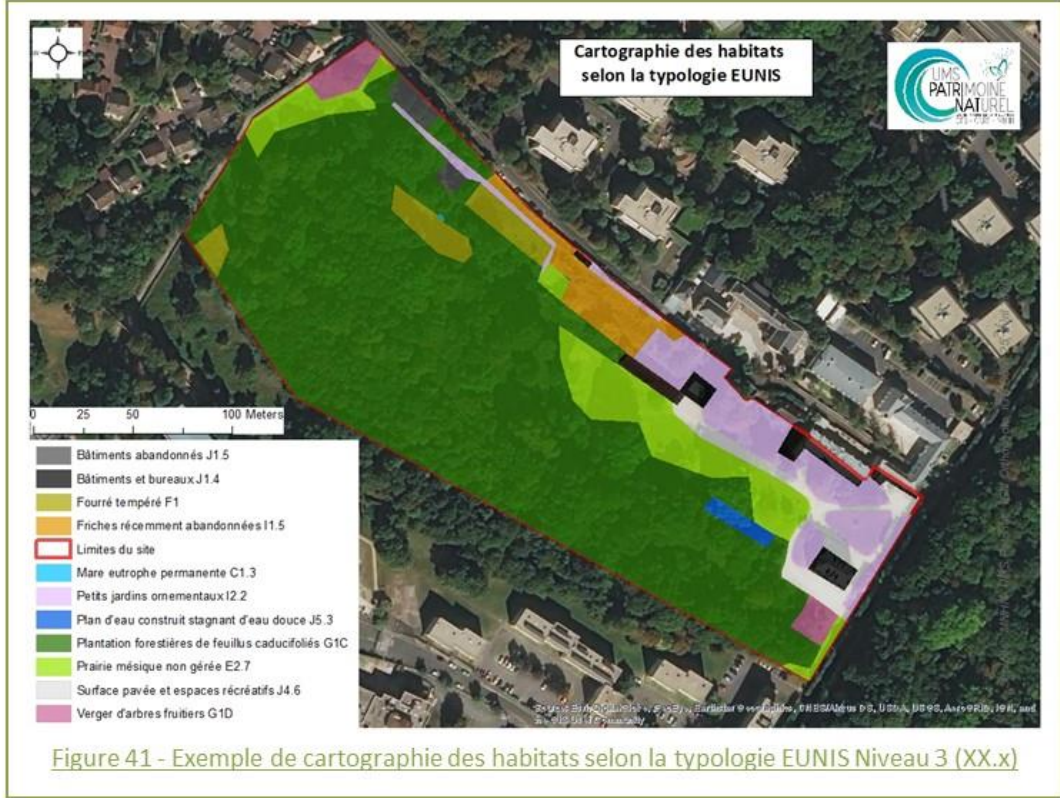 Cartographie des habitats
selon la typologie EUNIS
UMS
PATRIMOINE
NATUREL
0 25 50 100 Meters
Bâtiments abandonnés J1.5
Bâtiments et bureaux J1.4
Fourré tempéré F1
Friches récemment abandonnées I1.5
Limites du site
Mare eutrophe permanente C1.3
Petits jardins ornementaux I2.2
Plan d'eau construit stagnant d'eau douce J5.3
Plantation forestières de feuillus caducifoliés G1C
Prairie mésique non gérée E2.7
Surface pavée et espaces récréatifs J4.6
Verger d'arbres fruitiers G1D
Figure 41 - Exemple de cartographie des habitats selon la typologie EUNIS Niveau 3 (XX.x)